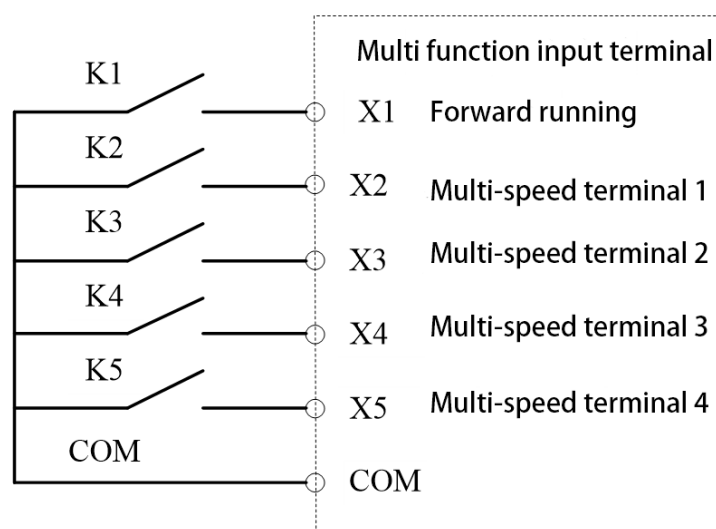 Multi function input terminal
K1
X1 Forward running
K2
X2 Multi-speed terminal 1
K3
X3 Multi-speed terminal 2
K4
X4 Multi-speed terminal 3
K5
X5 Multi-speed terminal 4
COM
COM